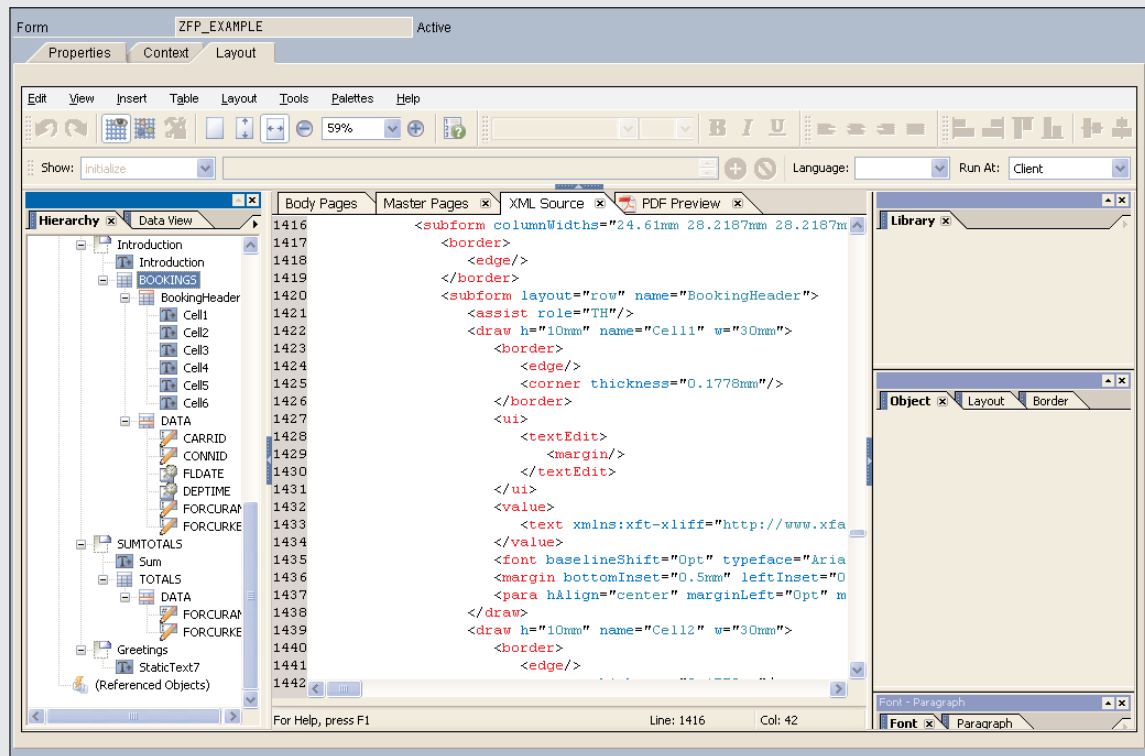 Form ZFP_EXAMPLE Active
Properties Context Layout
Edit View Insert Table Layout Tools Palettes Help
59% B I U
Show: initialize Language: Run At: Client
Hierarchy Data View
Introduction
Introduction
BOOKINGS
BookingHeader
Cell1
Cell2
Cell3
Cell4
Cell5
Cell6
DATA
CARRID
CONNID
FLDATE
DEPTIME
FORCURAN
FORCURKE
SUMTOTALS
Sum
TOTALS
DATA
FORCURAN
FORCURKE
Greetings
StaticText7
(Referenced Objects)
Body Pages Master Pages XML Source PDF Preview
1416 <subform columnWidths="24.61mm 28.2187mm 28.2187m
1417 <border>
1418 <edge/>
1419 </border>
1420 <subform layout="row" name="BookingHeader">
1421 <assist role="TH"/>
1422 <draw h="10mm" name="Cell1" w="30mm">
1423 <border>
1424 <edge/>
1425 <corner thickness="0.1778mm"/>
1426 </border>
1427 <ui>
1428 <textEdit>
1429 <margin/>
1430 </textEdit>
1431 </ui>
1432 <value>
1433 <text xmlns:xft-xliff="http://www.xfa
1434 </value>
1435 <font baselineShift="0pt" typeface="Aria
1436 <margin bottomInset="0.5mm" leftInset="0
1437 <para hAlign="center" marginLeft="0pt" m
1438 </draw>
1439 <draw h="10mm" name="Cell2" w="30mm">
1440 <border>
1441 <edge/>
1442
For Help, press F1 Line: 1416 Col: 42
Library
Object Layout Border
Font - Paragraph
Font Paragraph